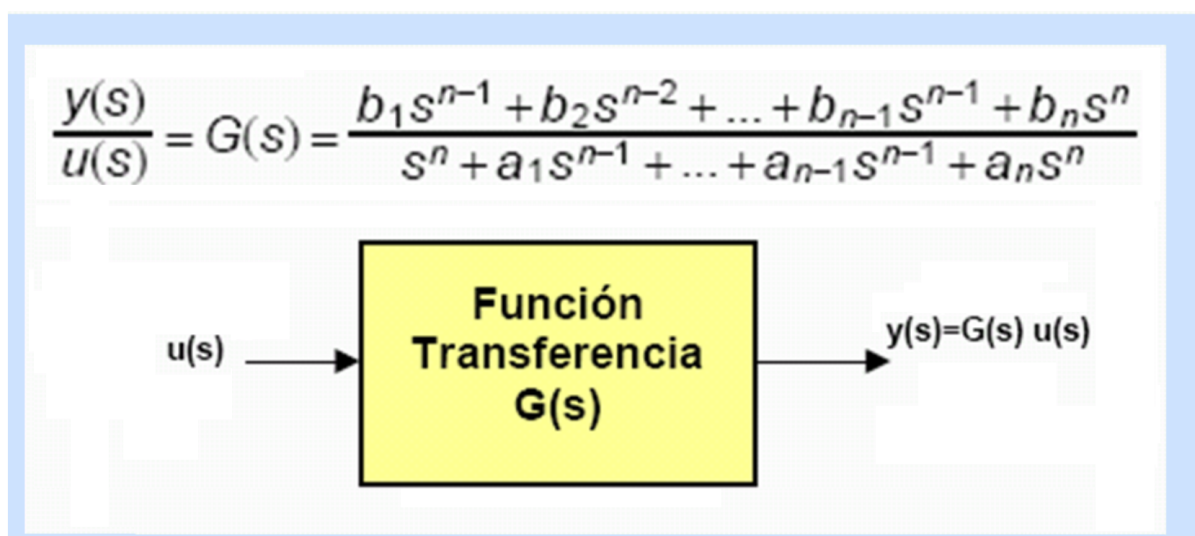 y(s)/u(s) = G(s) = (b₁sⁿ⁻¹ + b₂sⁿ⁻² + ... + bₙ₋₁sⁿ⁻¹ + bₙsⁿ)/(sⁿ + a₁sⁿ⁻¹ + ... + aₙ₋₁sⁿ⁻¹ + aₙsⁿ)
Función
Transferencia
G(s)
u(s)
y(s)=G(s) u(s)